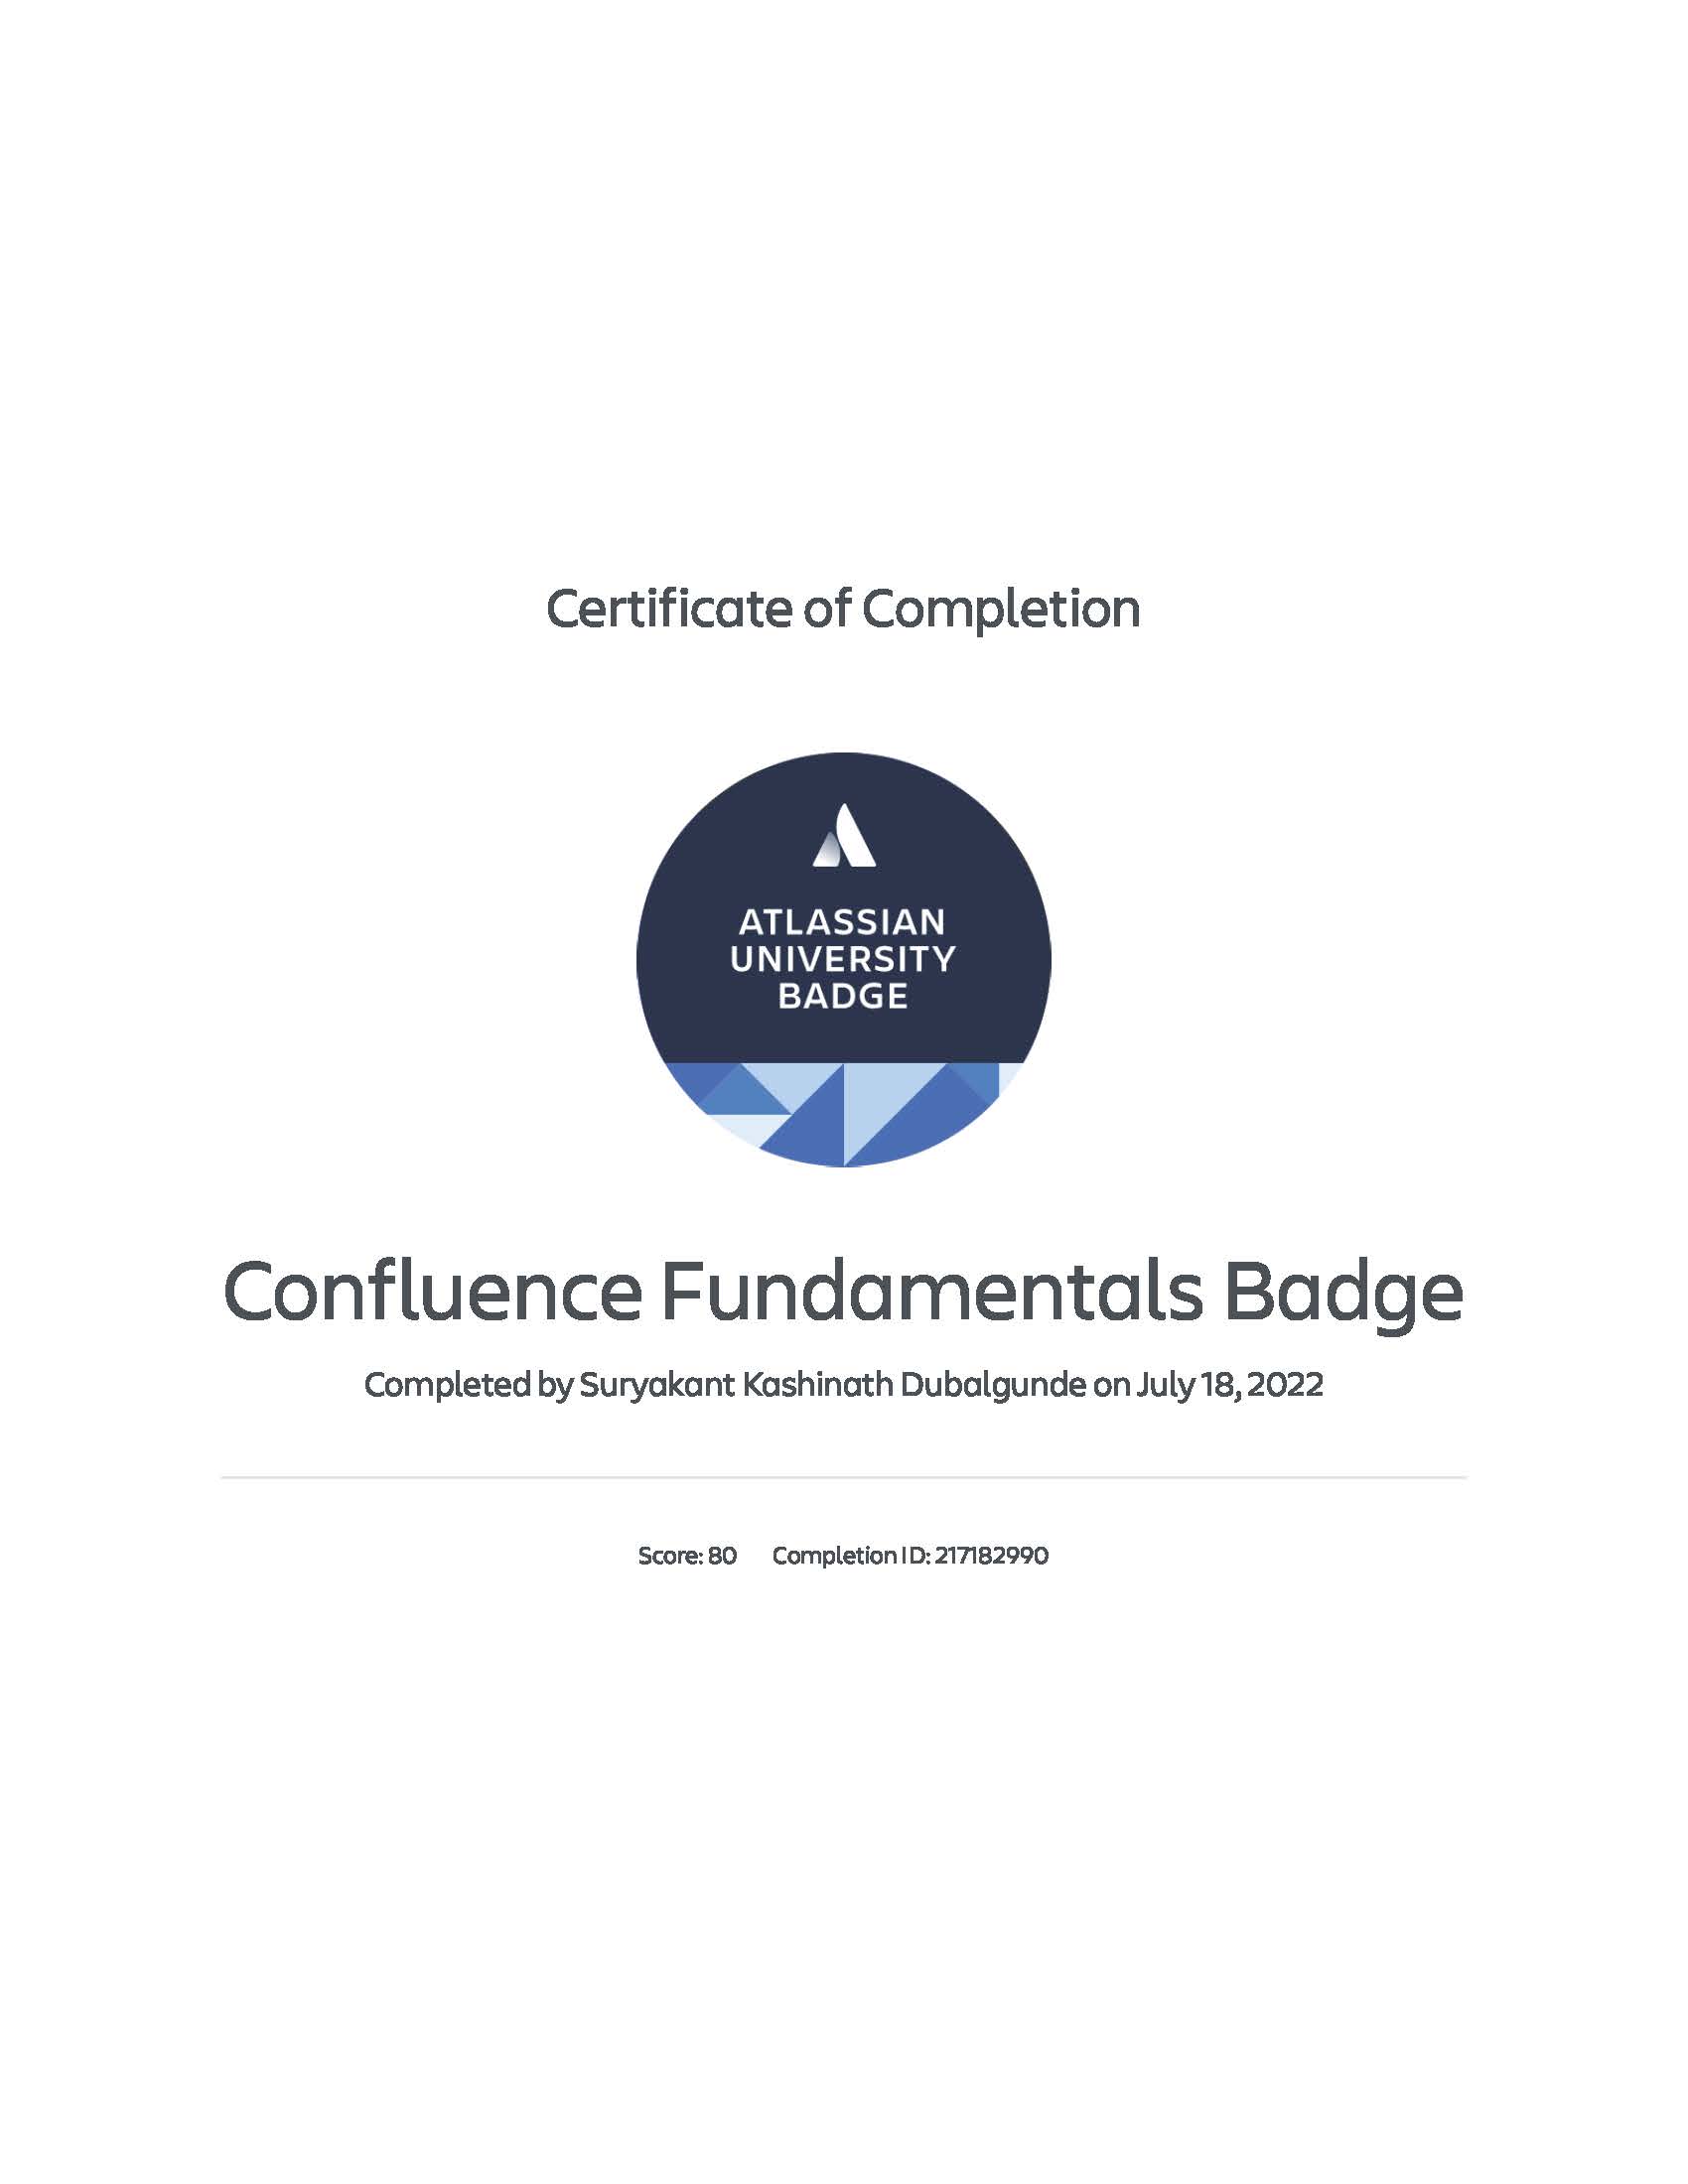 Certificate of Completion
ATLASSIAN
UNIVERSITY
BADGE
Confluence Fundamentals Badge
Completed by Suryakant Kashinath Dubalgunde on July 18, 2022
Score: 80 Completion ID: 217182990